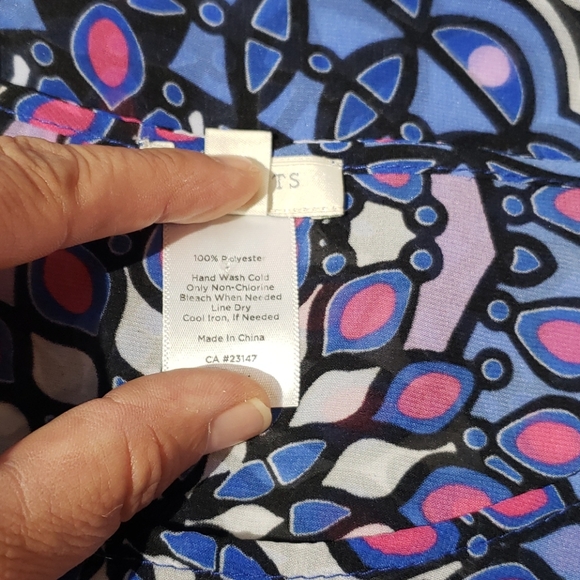 TS
100% Polyester
Hand Wash Cold
Only Non-Chlorine
Bleach When Needed
Line Dry
Cool Iron, if Needed
Made in China
CA #23147